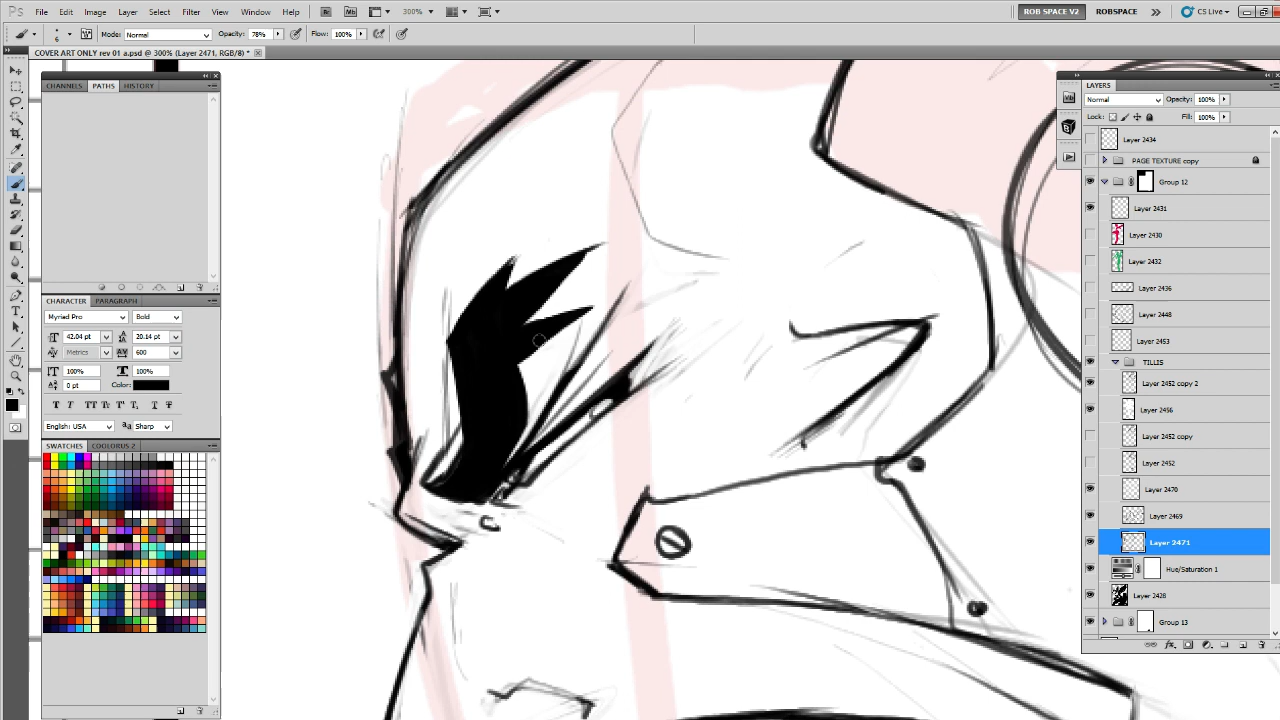 Ps File Edit Image Layer Select Filter View Window Help Br Mb 300% ROB SPACE V2 ROBSPACE CS Live
6 Mode: Normal Opacity: 78% Flow: 100%
COVER ART ONLY rev 01 a.psd @ 300% (Layer 2471, RGB/8) *
CHANNELS PATHS HISTORY
CHARACTER PARAGRAPH
Myriad Pro Bold
42.04 pt 20.14 pt
Metrics 600
100% 100%
0 pt Color:
English: USA Sharp
SWATCHES COOLORUS 2
LAYERS
Normal Opacity: 100%
Lock: Fill: 100%
Layer 2434
PAGE TEXTURE copy
Group 12
Layer 2431
Layer 2430
Layer 2432
Layer 2436
Layer 2448
Layer 2453
TILLIS
Layer 2452 copy 2
Layer 2456
Layer 2452 copy
Layer 2452
Layer 2470
Layer 2469
Layer 2471
Hue/Saturation 1
Layer 2428
Group 13